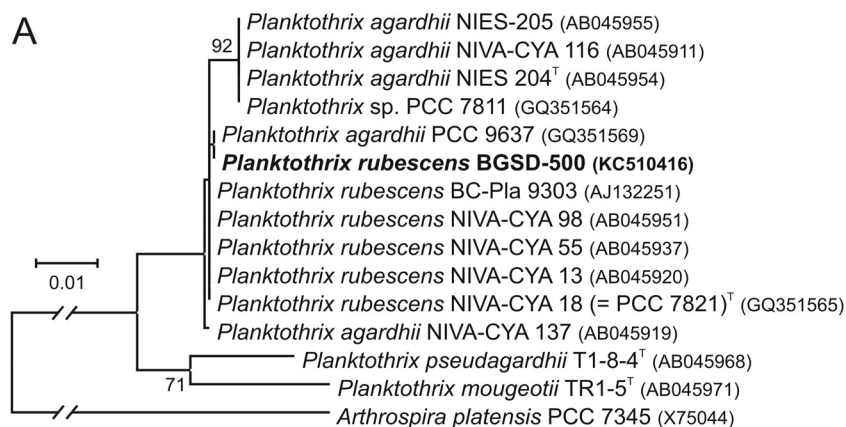 A
Planktothrix agardhii NIES-205 (AB045955)
92
Planktothrix agardhii NIVA-CYA 116 (AB045911)
Planktothrix agardhii NIES 204ᵀ (AB045954)
Planktothrix sp. PCC 7811 (GQ351564)
Planktothrix agardhii PCC 9637 (GQ351569)
Planktothrix rubescens BGSD-500 (KC510416)
Planktothrix rubescens BC-Pla 9303 (AJ132251)
Planktothrix rubescens NIVA-CYA 98 (AB045951)
Planktothrix rubescens NIVA-CYA 55 (AB045937)
0.01
Planktothrix rubescens NIVA-CYA 13 (AB045920)
Planktothrix rubescens NIVA-CYA 18 (= PCC 7821)ᵀ (GQ351565)
Planktothrix agardhii NIVA-CYA 137 (AB045919)
Planktothrix pseudagardhii T1-8-4ᵀ (AB045968)
71
Planktothrix mougeotii TR1-5ᵀ (AB045971)
Arthrospira platensis PCC 7345 (X75044)